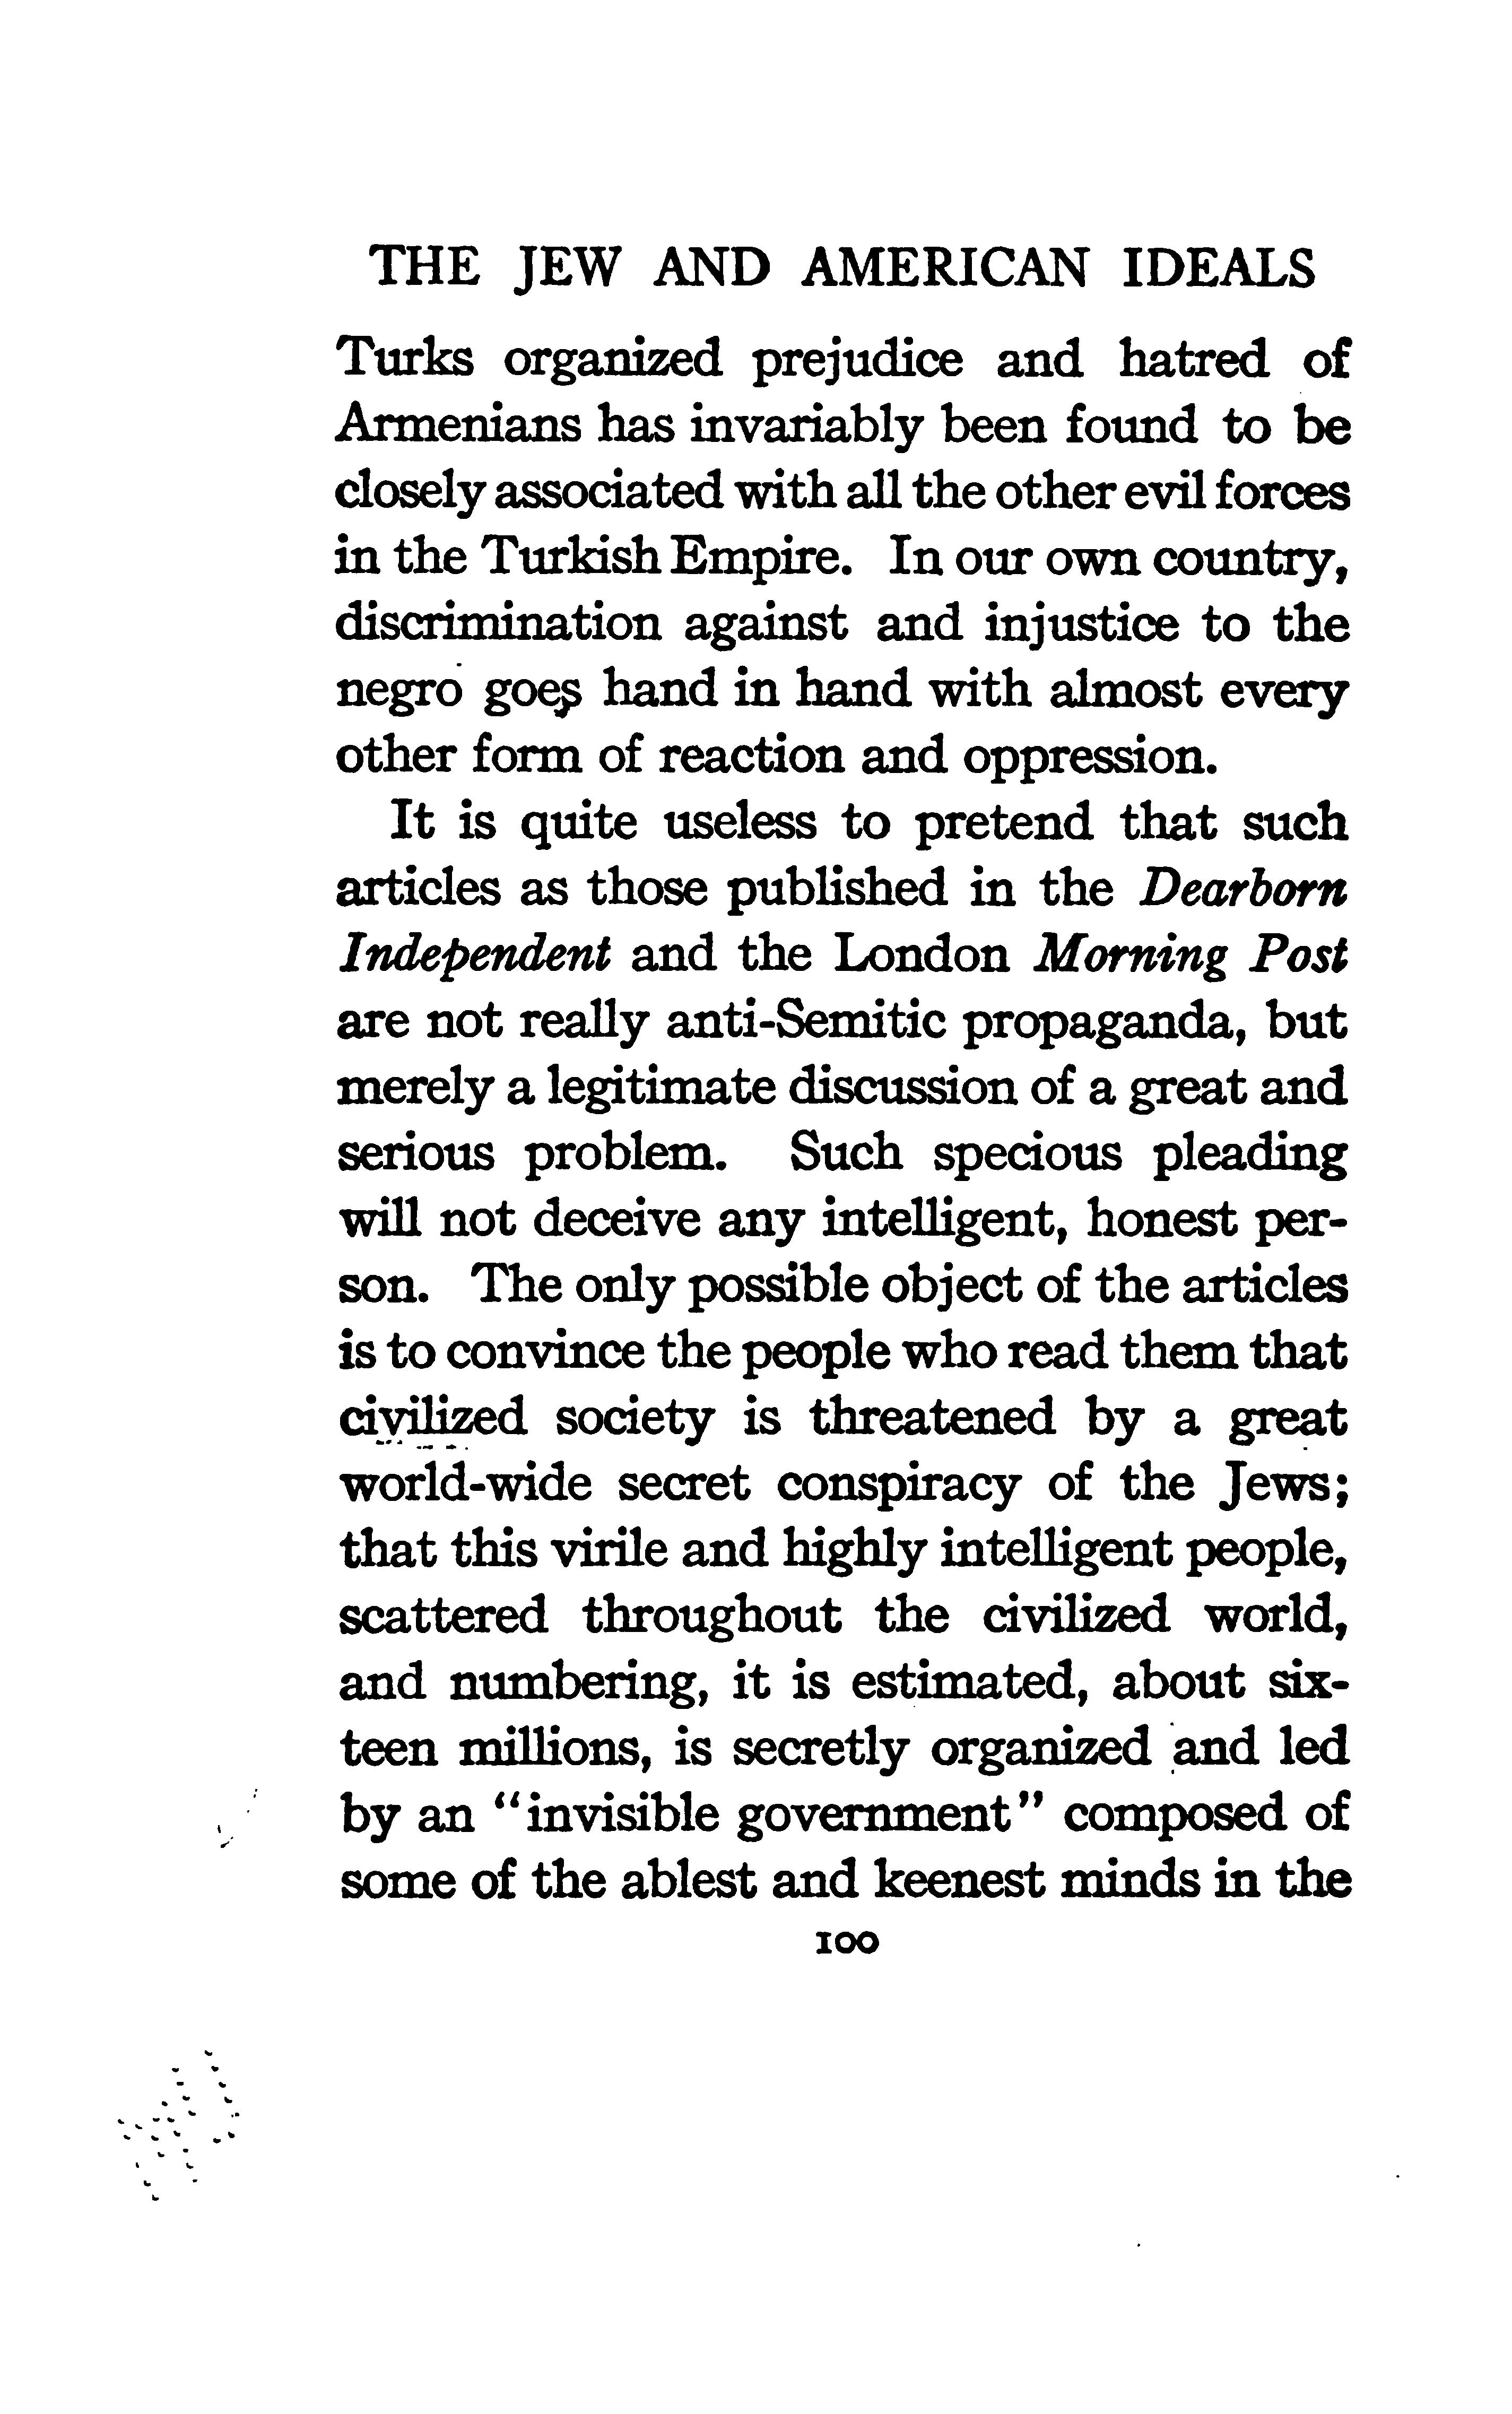 THE JEW AND AMERICAN IDEALS
Turks organized prejudice and hatred of
Armenians has invariably been found to be
closely associated with all the other evil forces
in the Turkish Empire. In our own country,
discrimination against and injustice to the
negro goes hand in hand with almost every
other form of reaction and oppression.
It is quite useless to pretend that such
articles as those published in the Dearborn
Independent and the London Morning Post
are not really anti-Semitic propaganda, but
merely a legitimate discussion of a great and
serious problem. Such specious pleading
will not deceive any intelligent, honest per-
son. The only possible object of the articles
is to convince the people who read them that
civilized society is threatened by a great
world-wide secret conspiracy of the Jews;
that this virile and highly intelligent people,
scattered throughout the civilized world,
and numbering, it is estimated, about six-
teen millions, is secretly organized and led
by an "invisible government" composed of
some of the ablest and keenest minds in the
100